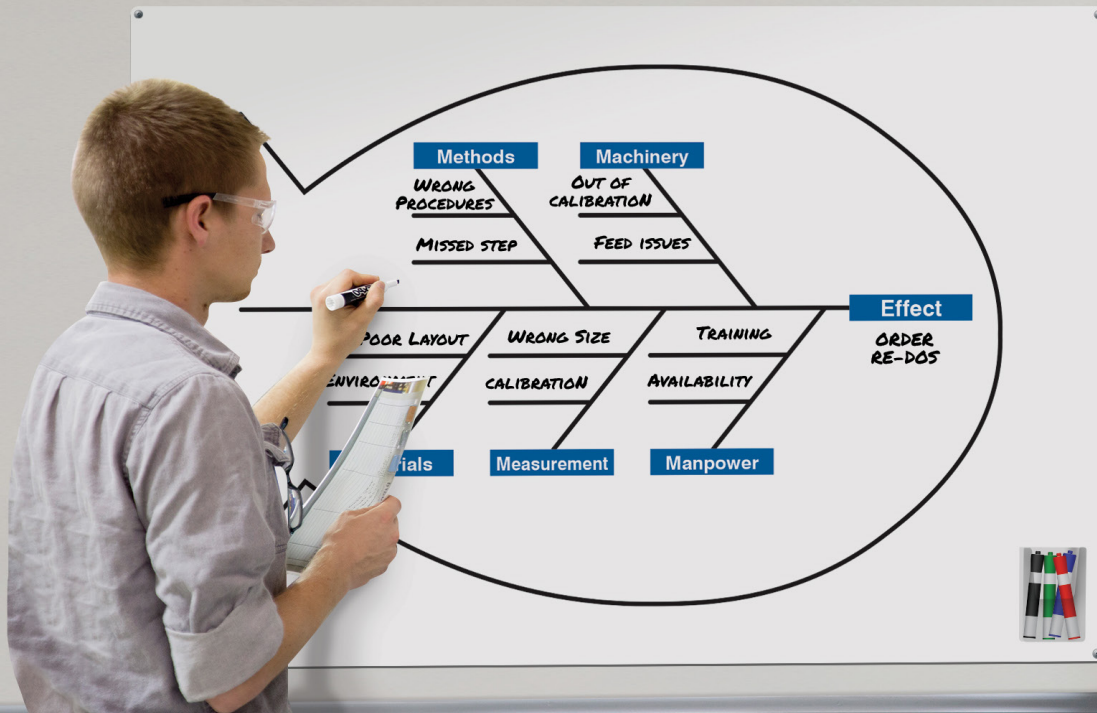 Methods
Machinery
WRONG
PROCEDURES
OUT OF
CALIBRATION
MISSED STEP
FEED ISSUES
Effect
ORDER
RE-DOS
POOR LAYOUT
WRONG SIZE
TRAINING
CALIBRATION
AVAILABILITY
Measurement
Manpower